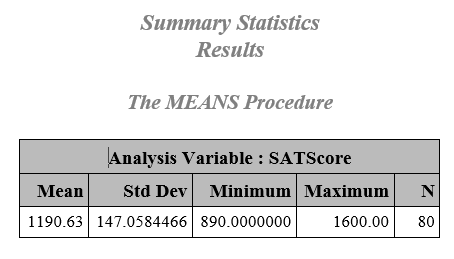 Summary Statistics
Results
The MEANS Procedure
Analysis Variable : SATScore
Mean Std Dev Minimum Maximum N
1190.63 147.0584466 890.0000000 1600.00 80